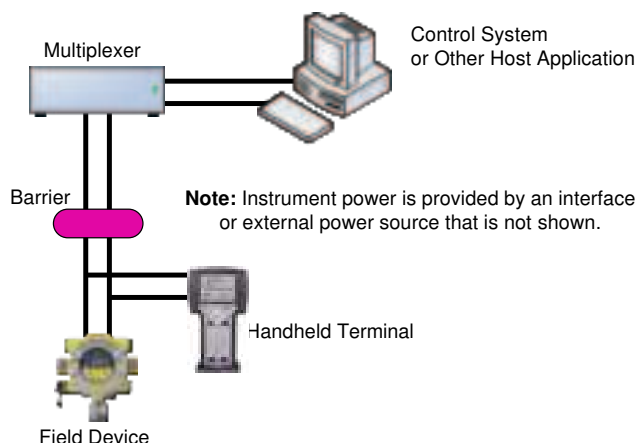 Multiplexer
Control System
or Other Host Application
Barrier
Note: Instrument power is provided by an interface
or external power source that is not shown.
Handheld Terminal
Field Device